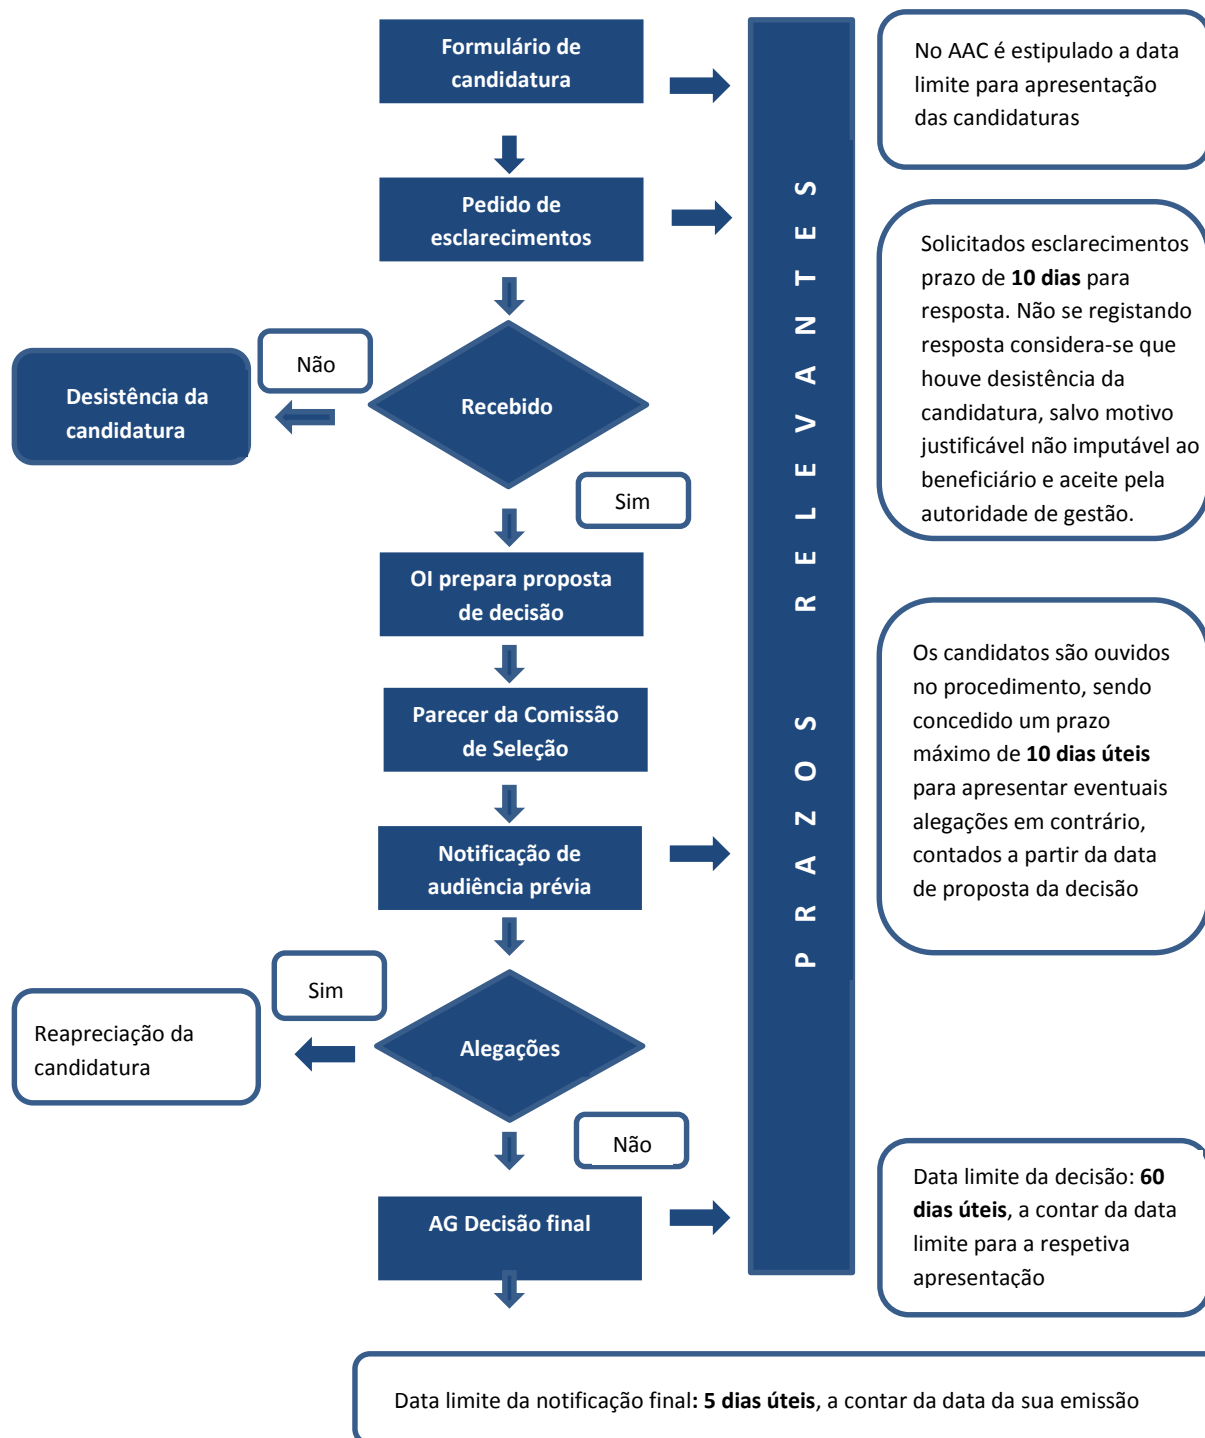 Formulário de
candidatura
No AAC é estipulado a data
limite para apresentação
das candidaturas
Pedido de
esclarecimentos
Solicitados esclarecimentos
prazo de 10 dias para
resposta. Não se registando
resposta considera-se que
houve desistência da
candidatura, salvo motivo
justificável não imputável ao
beneficiário e aceite pela
autoridade de gestão.
Não
Desistência da
candidatura
Recebido
Sim
OI prepara proposta
de decisão
Parecer da Comissão
de Seleção
Os candidatos são ouvidos
no procedimento, sendo
concedido um prazo
máximo de 10 dias úteis
para apresentar eventuais
alegações em contrário,
contados a partir da data
de proposta da decisão
Notificação de
audiência prévia
Sim
Reapreciação da
candidatura
Alegações
Não
AG Decisão final
Data limite da decisão: 60
dias úteis, a contar da data
limite para a respetiva
apresentação
PRAZOS RELEVANTES
Data limite da notificação final: 5 dias úteis, a contar da data da sua emissão